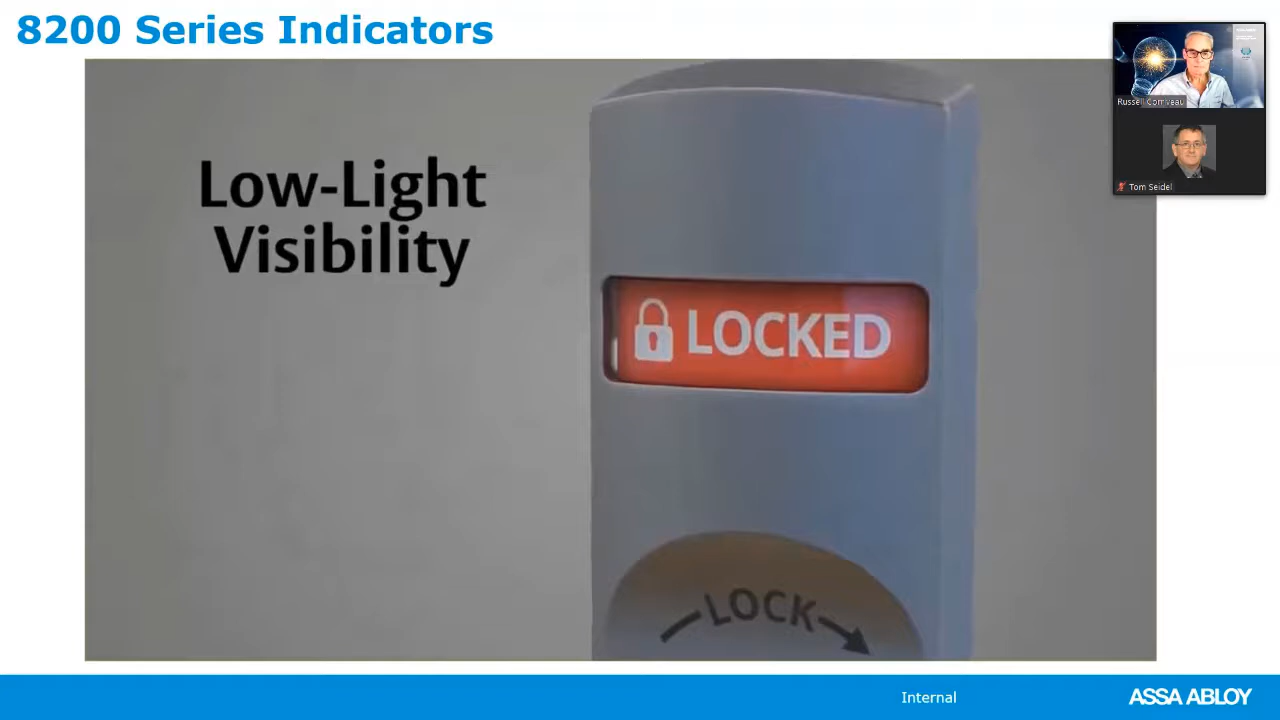 8200 Series Indicators
Low-Light
Visibility
LOCKED
LOCK
Russell Corriveau
Tom Seidel
Internal
ASSA ABLOY